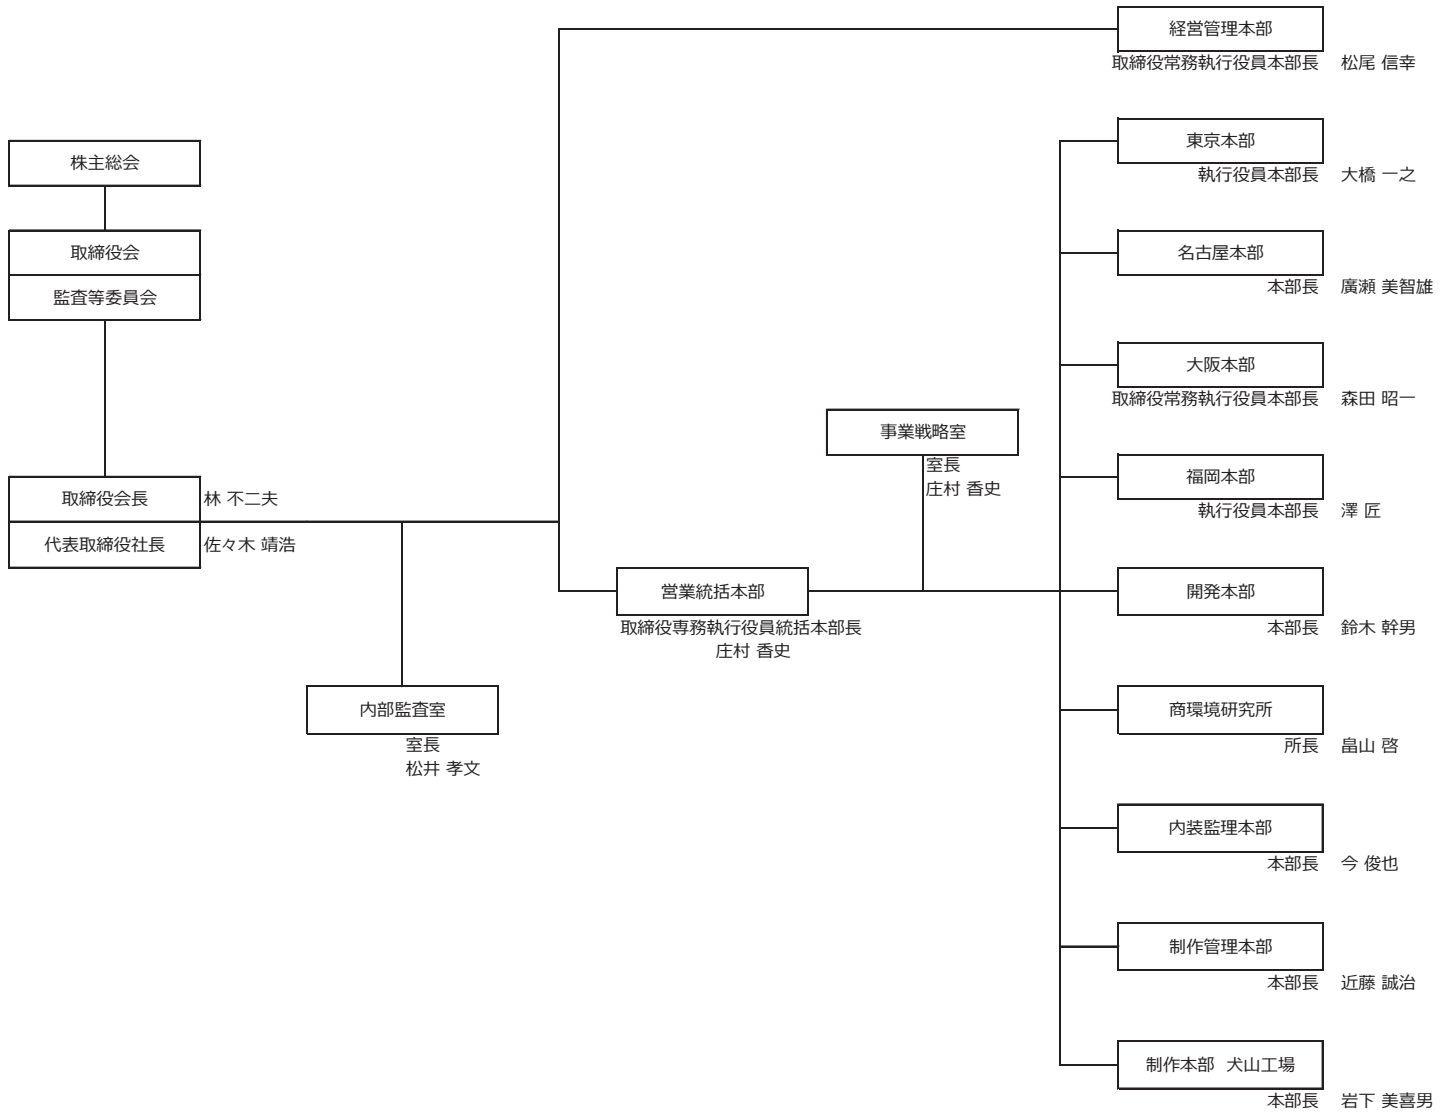 株主総会
取締役会
監査等委員会
取締役会長 林 不二夫
代表取締役社長 佐々木 靖浩
内部監査室
室長
松井 孝文
営業統括本部
取締役専務執行役員統括本部長
庄村 香史
事業戦略室
室長
庄村 香史
経営管理本部
取締役常務執行役員本部長 松尾 信幸
東京本部
執行役員本部長 大橋 一之
名古屋本部
本部長 廣瀬 美智雄
大阪本部
取締役常務執行役員本部長 森田 昭一
福岡本部
執行役員本部長 澤 匠
開発本部
本部長 鈴木 幹男
商環境研究所
所長 畠山 啓
内装監理本部
本部長 今 俊也
制作管理本部
本部長 近藤 誠治
制作本部 犬山工場
本部長 岩下 美喜男